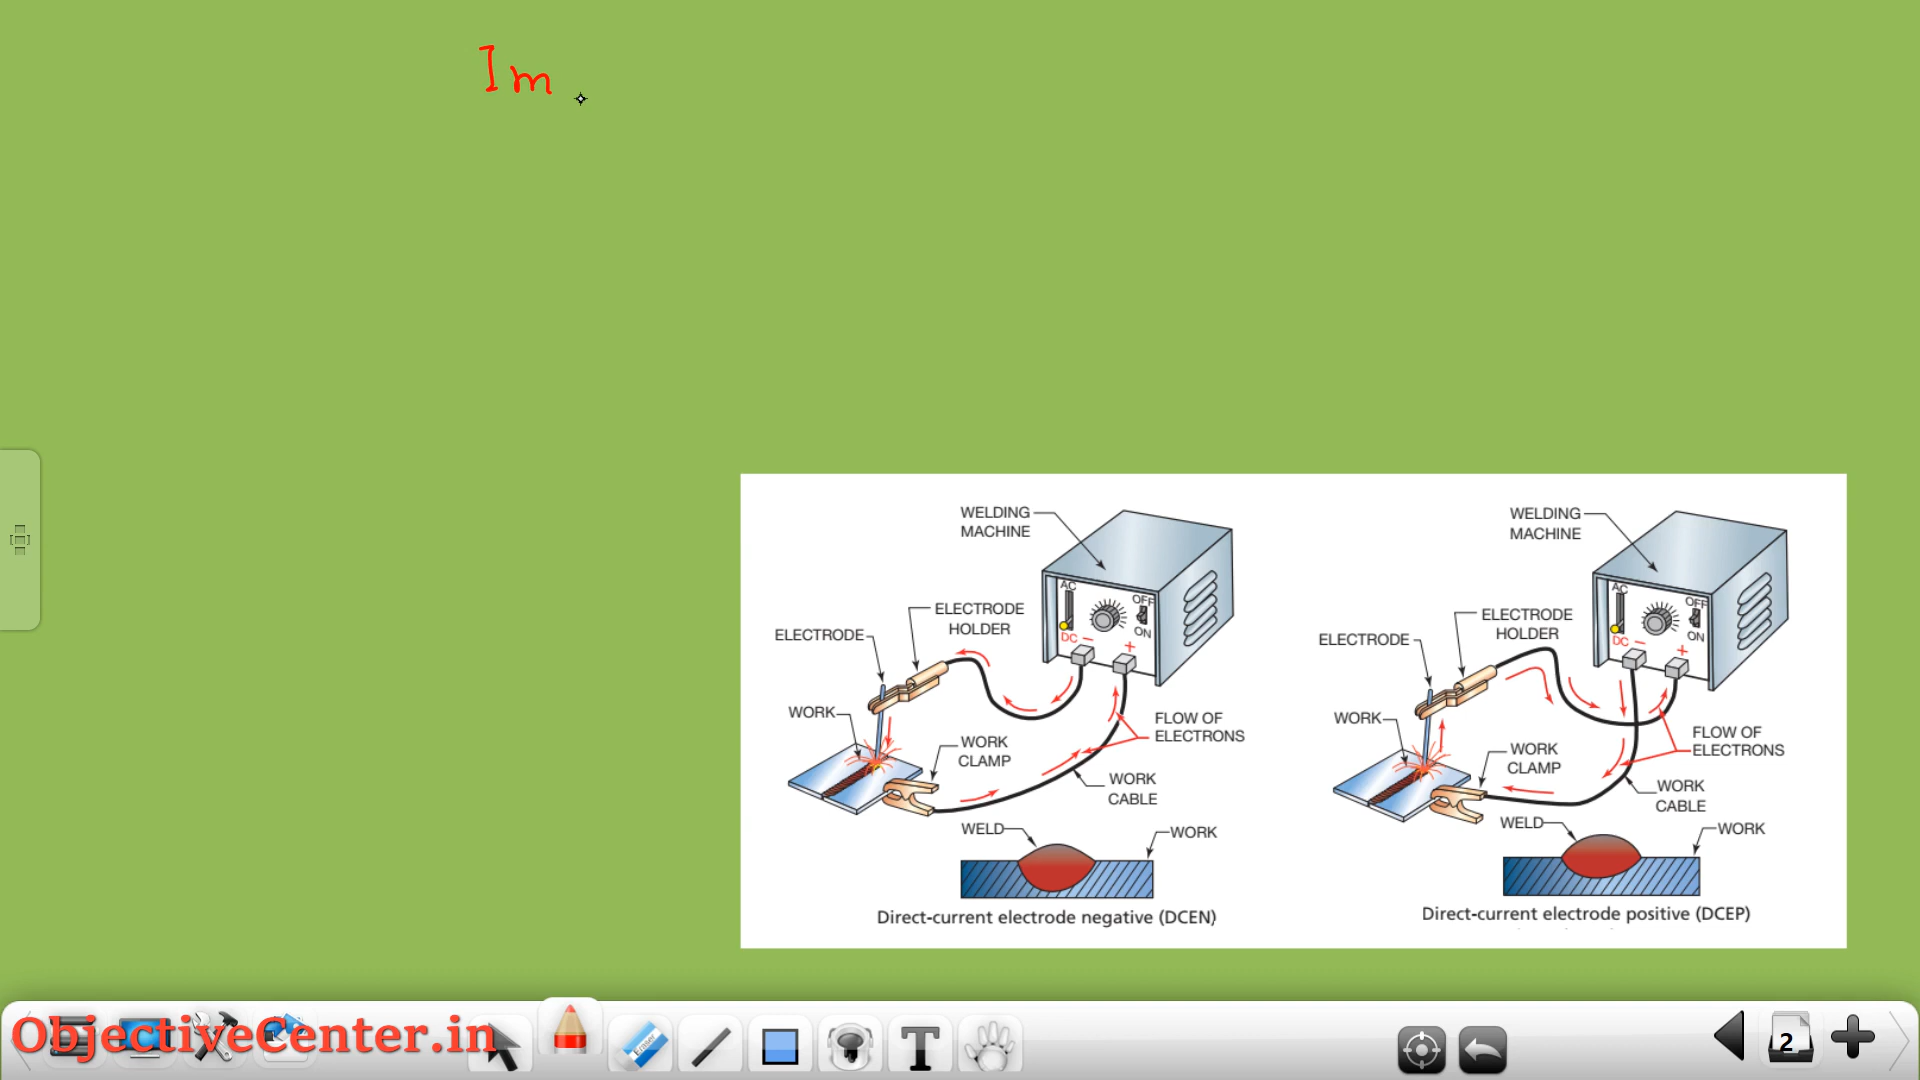 Im
WELDING
MACHINE
AC
OFF
ON
DC - +
ELECTRODE
HOLDER
ELECTRODE
WORK
WORK
CLAMP
FLOW OF
ELECTRONS
WORK
CABLE
WELD
WORK
Direct-current electrode negative (DCEN)
WELDING
MACHINE
AC
OFF
ON
DC - +
ELECTRODE
HOLDER
ELECTRODE
WORK
WORK
CLAMP
FLOW OF
ELECTRONS
WORK
CABLE
WELD
WORK
Direct-current electrode positive (DCEP)
ObjectiveCenter.in
Eraser
T
2